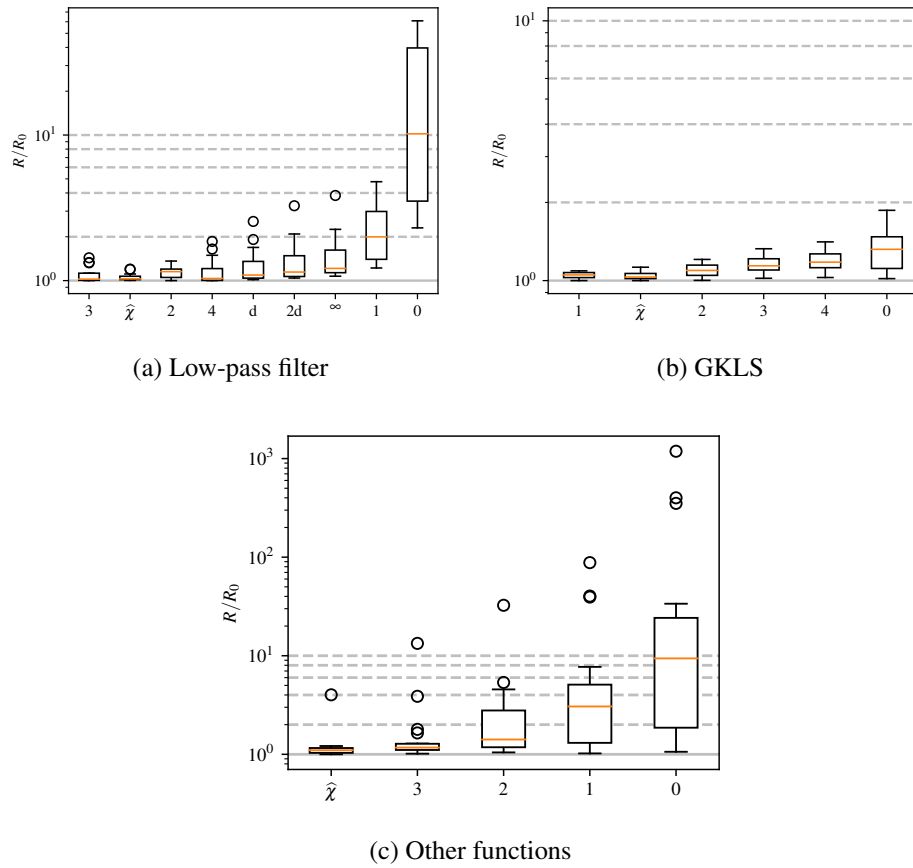 R/R₀
10¹
10⁰
3 χ̂ 2 4 d 2d ∞ 1 0
(a) Low-pass filter
R/R₀
10¹
10⁰
1 χ̂ 2 3 4 0
(b) GKLS
R/R₀
10³
10²
10¹
10⁰
χ̂ 3 2 1 0
(c) Other functions